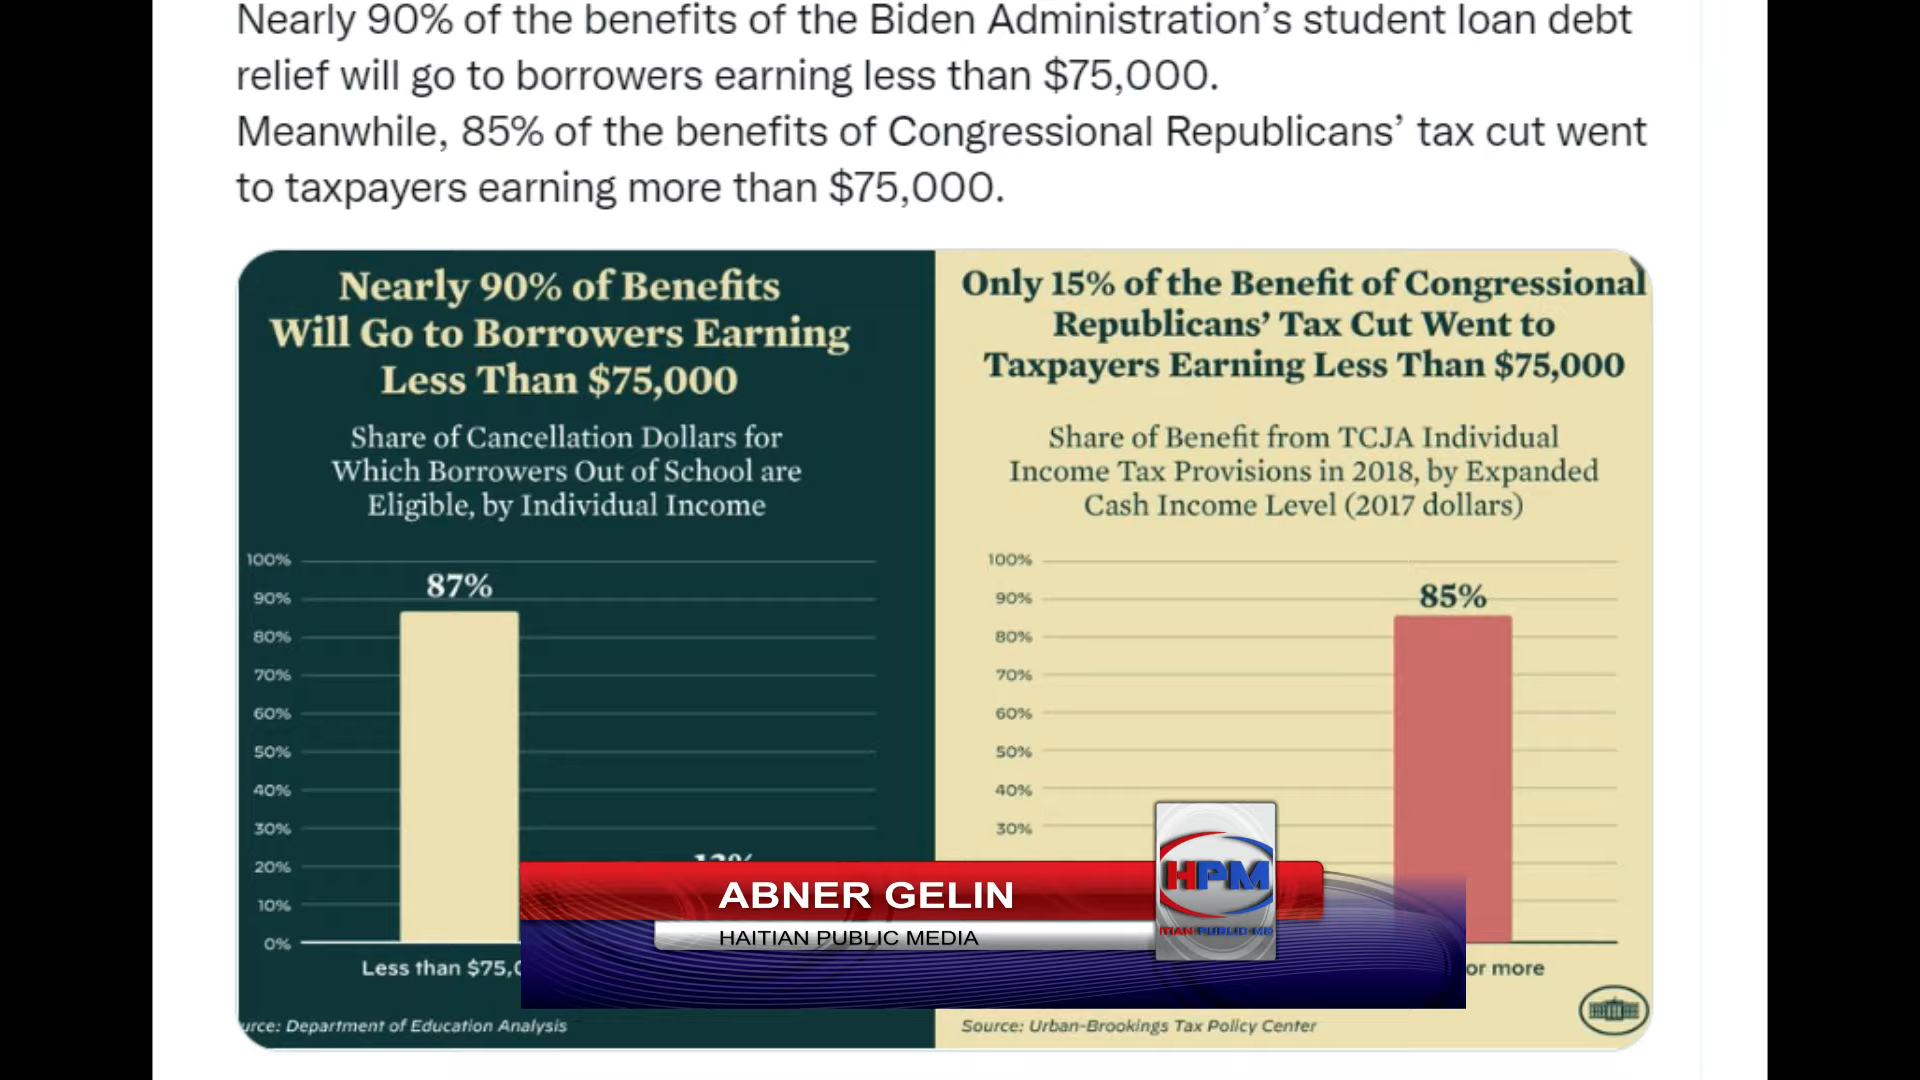 Nearly 90% of the benefits of the Biden Administration’s student loan debt
relief will go to borrowers earning less than $75,000.
Meanwhile, 85% of the benefits of Congressional Republicans’ tax cut went
to taxpayers earning more than $75,000.
Nearly 90% of Benefits
Will Go to Borrowers Earning
Less Than $75,000
Share of Cancellation Dollars for
Which Borrowers Out of School are
Eligible, by Individual Income
100%
90%
80%
70%
60%
50%
40%
30%
20%
10%
0%
87%
Less than
Department of Education Analysis
Only 15% of the Benefit of Congressional
Republicans’ Tax Cut Went to
Taxpayers Earning Less Than $75,000
Share of Benefit from TCJA Individual
Income Tax Provisions in 2018, by Expanded
Cash Income Level (2017 dollars)
100%
90%
80%
70%
60%
50%
40%
30%
85%
or more
Source: Urban-Brookings Tax Policy Center
ABNER GELIN
HAITIAN PUBLIC MEDIA
HPM